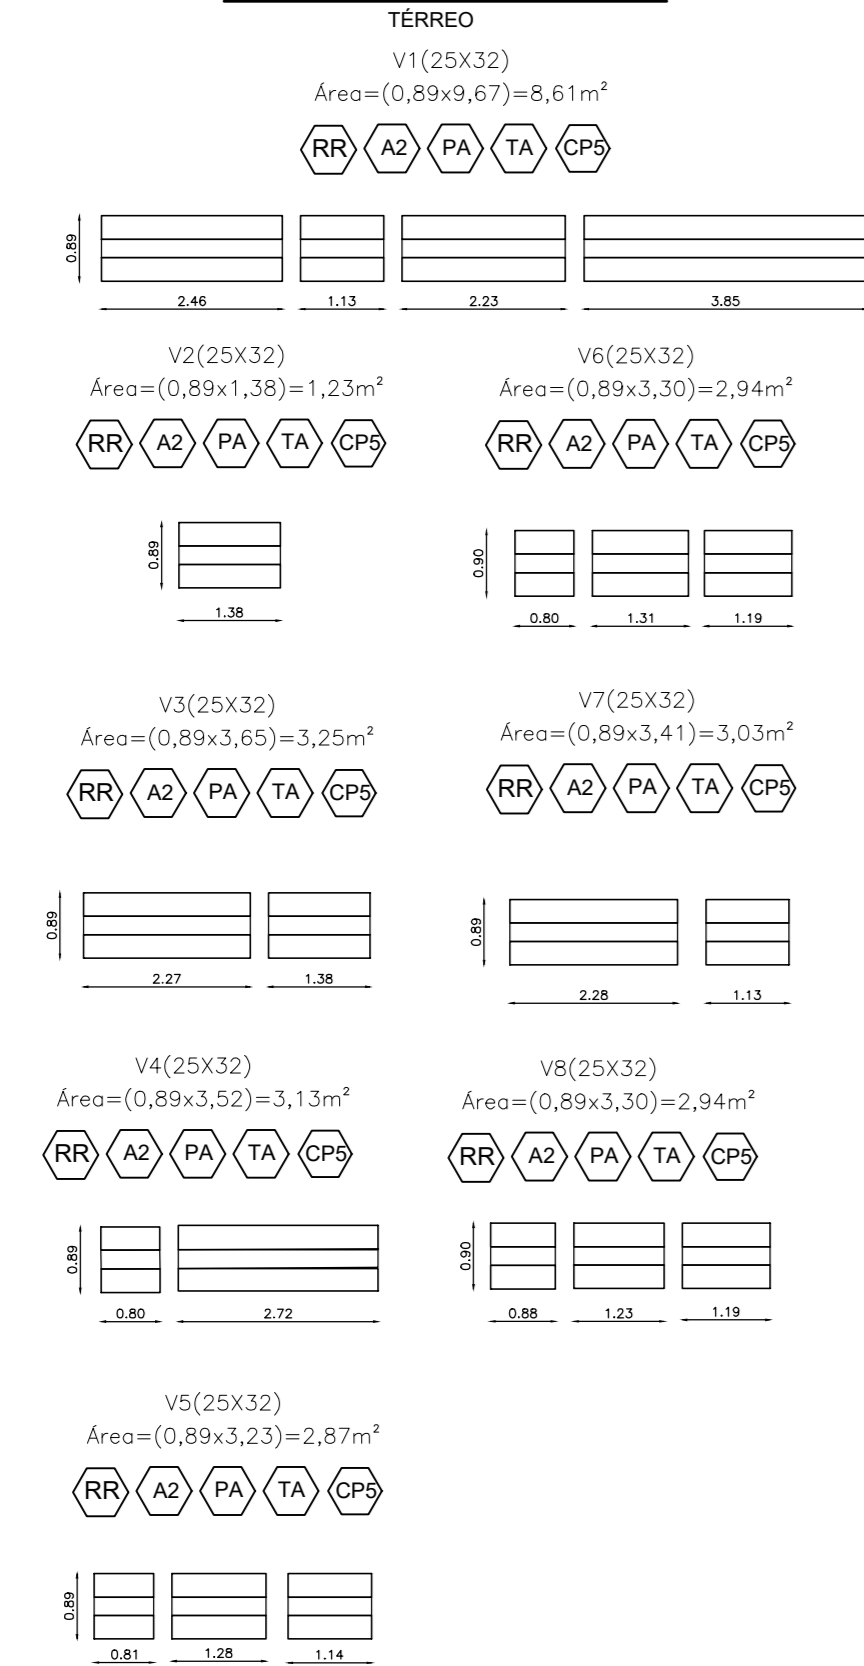 TÉRREO
V1(25X32)
Área=(0,89x9,67)=8,61m²
RR A2 PA TA CP5
0.89
2.46 1.13 2.23 3.85
V2(25X32)
Área=(0,89x1,38)=1,23m²
RR A2 PA TA CP5
0.89
1.38
V6(25X32)
Área=(0,89x3,30)=2,94m²
RR A2 PA TA CP5
0.90
0.80 1.31 1.19
V3(25X32)
Área=(0,89x3,65)=3,25m²
RR A2 PA TA CP5
0.89
2.27 1.38
V7(25X32)
Área=(0,89x3,41)=3,03m²
RR A2 PA TA CP5
0.89
2.28 1.13
V4(25X32)
Área=(0,89x3,52)=3,13m²
RR A2 PA TA CP5
0.89
0.80 2.72
V8(25X32)
Área=(0,89x3,30)=2,94m²
RR A2 PA TA CP5
0.90
0.88 1.23 1.19
V5(25X32)
Área=(0,89x3,23)=2,87m²
RR A2 PA TA CP5
0.89
0.81 1.28 1.14